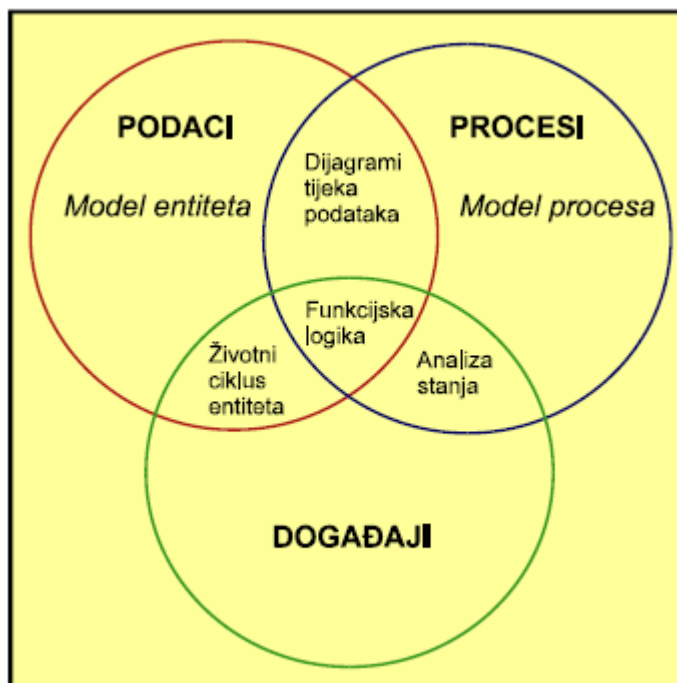 PODACI
Model entiteta
PROCESI
Model procesa
Dijagrami
tijeka
podataka
Funkcijska
logika
Životni
ciklus
entiteta
Analiza
stanja
DOGAĐAJI